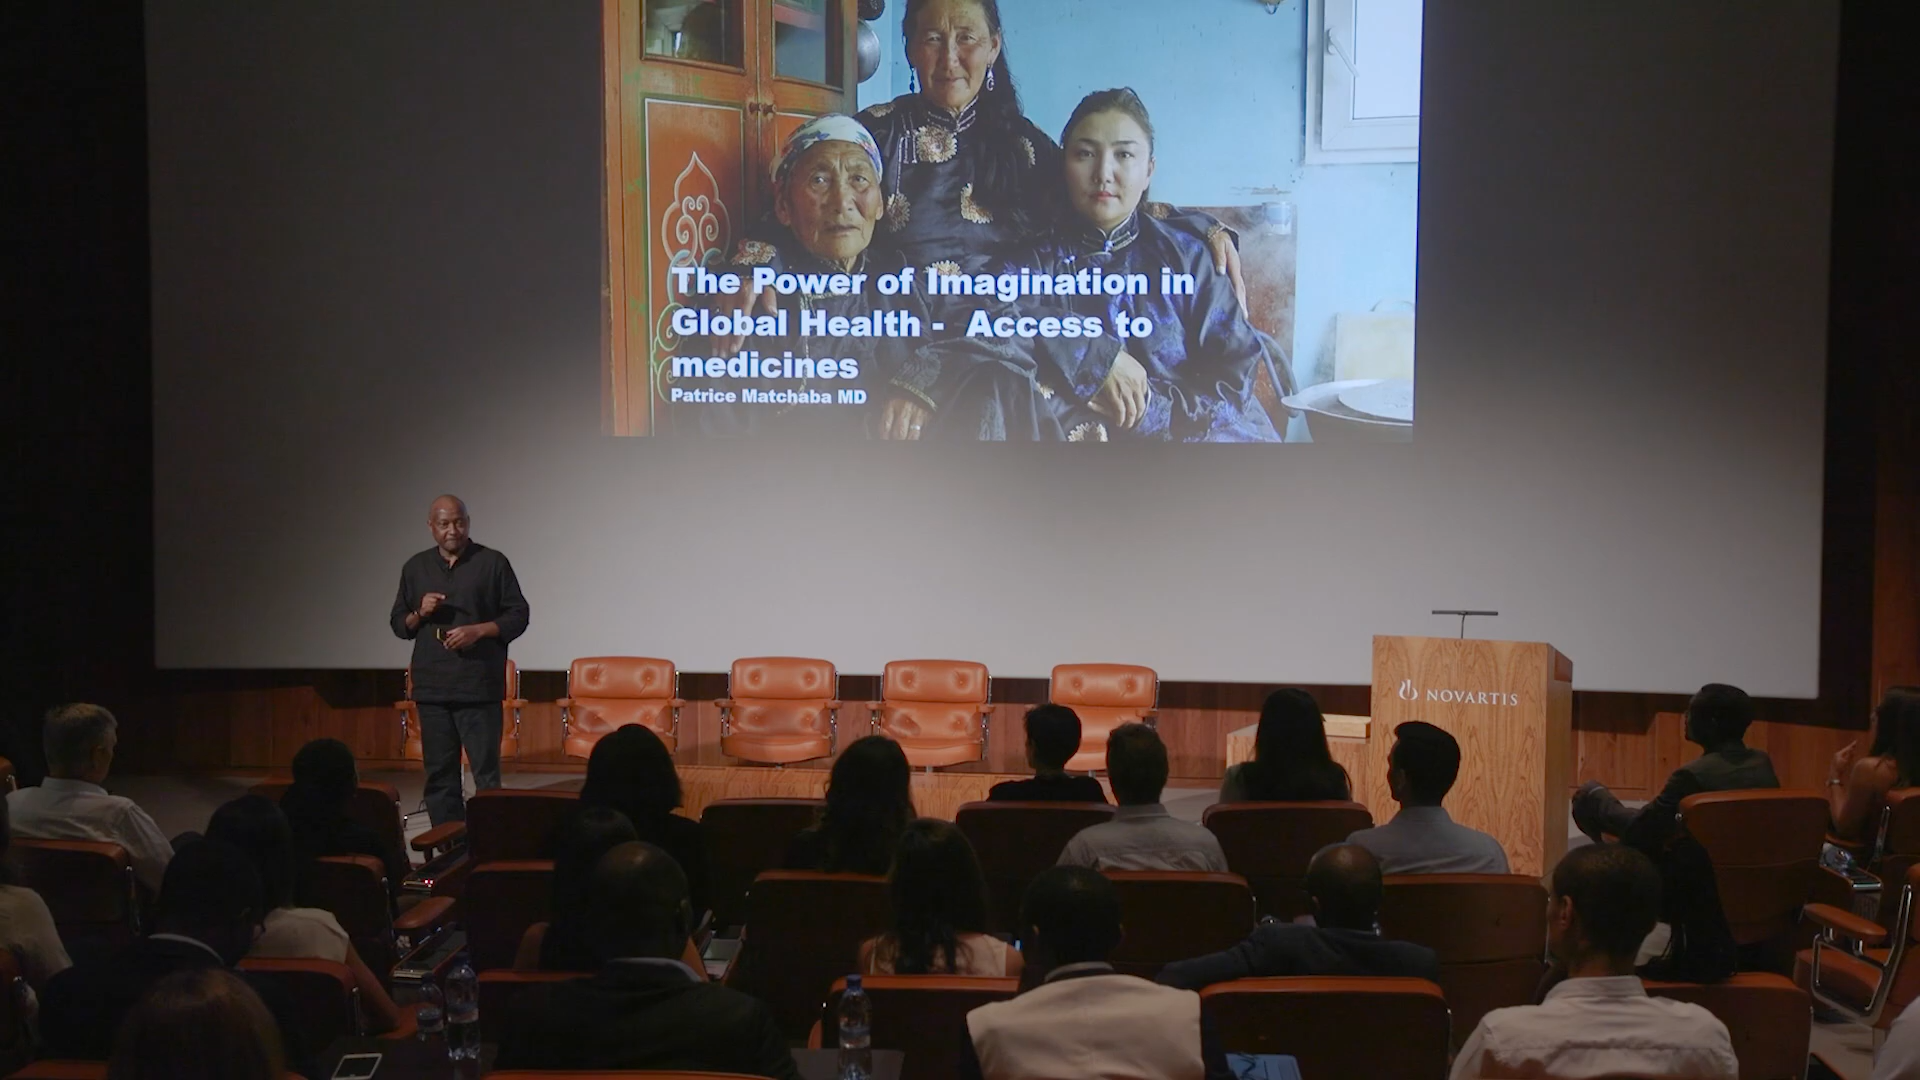 The Power of Imagination in
Global Health -  Access to
medicines
Patrice Matchaba MD
NOVARTIS